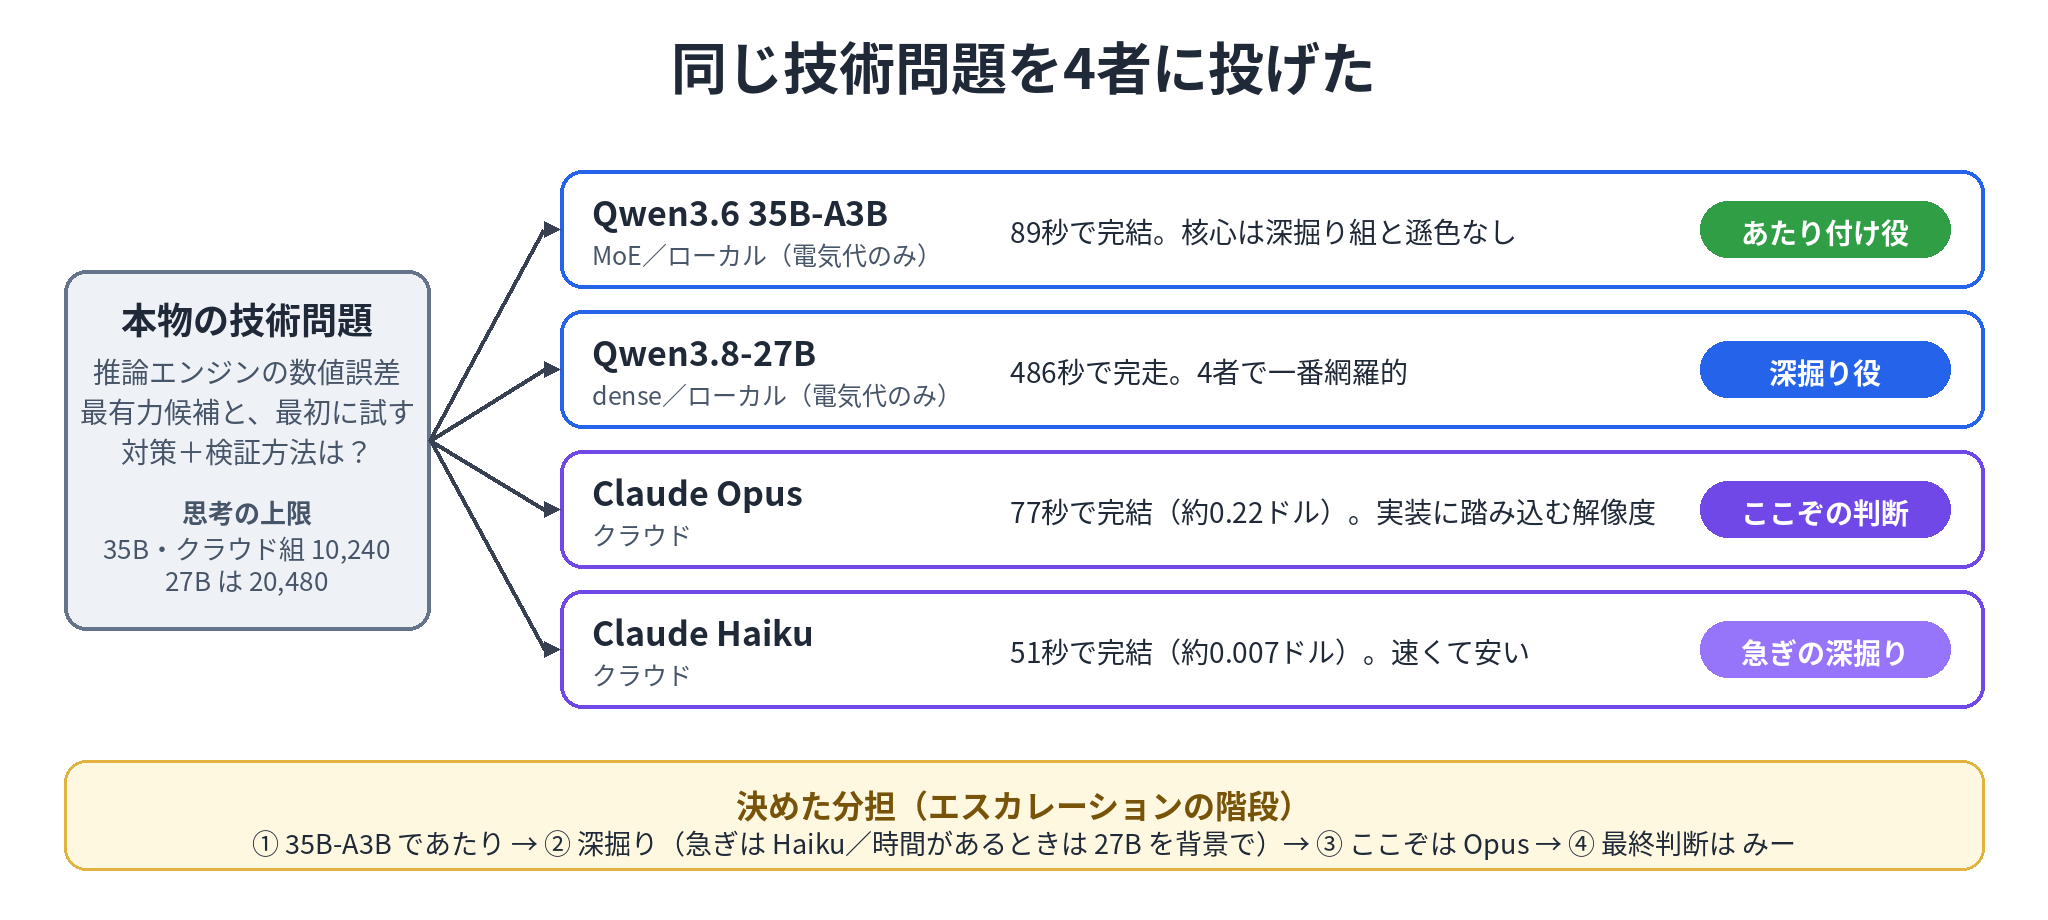 同じ技術問題を4者に投げた
本物の技術問題
推論エンジンの数値誤差
最有力候補と、最初に試す
対策＋検証方法は？
思考の上限
35B・クラウド組 10,240
27B は 20,480
Qwen3.6 35B-A3B
MoE／ローカル（電気代のみ）
89秒で完結。核心は深掘り組と遜色なし
あたり付け役
Qwen3.8-27B
dense／ローカル（電気代のみ）
486秒で完走。4者で一番網羅的
深掘り役
Claude Opus
クラウド
77秒で完結（約0.22ドル）。実装に踏み込む解像度
ここぞの判断
Claude Haiku
クラウド
51秒で完結（約0.007ドル）。速くて安い
急ぎの深掘り
決めた分担（エスカレーションの階段）
① 35B-A3B であたり → ② 深掘り（急ぎは Haiku／時間があるときは 27B を背景で）→ ③ ここぞは Opus → ④ 最終判断は みー